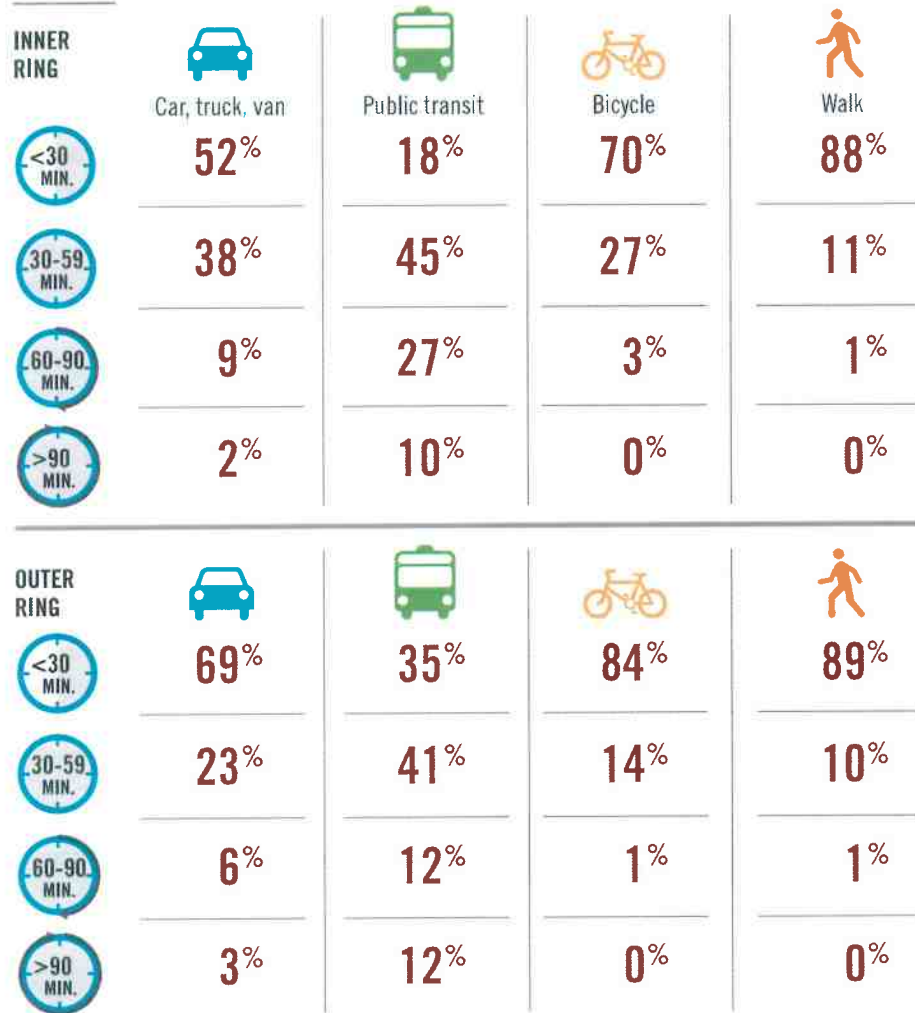 INNER
RING
Car, truck, van Public transit Bicycle Walk
<30
MIN.
52% 18% 70% 88%
30-59
MIN.
38% 45% 27% 11%
60-90
MIN.
9% 27% 3% 1%
>90
MIN.
2% 10% 0% 0%
OUTER
RING
<30
MIN.
69% 35% 84% 89%
30-59
MIN.
23% 41% 14% 10%
60-90
MIN.
6% 12% 1% 1%
>90
MIN.
3% 12% 0% 0%